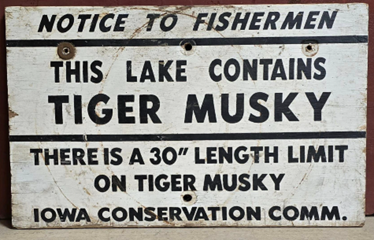 NOTICE TO FISHERMEN
THIS LAKE CONTAINS
TIGER MUSKY
THERE IS A 30" LENGTH LIMIT
ON TIGER MUSKY
IOWA CONSERVATION COMM.